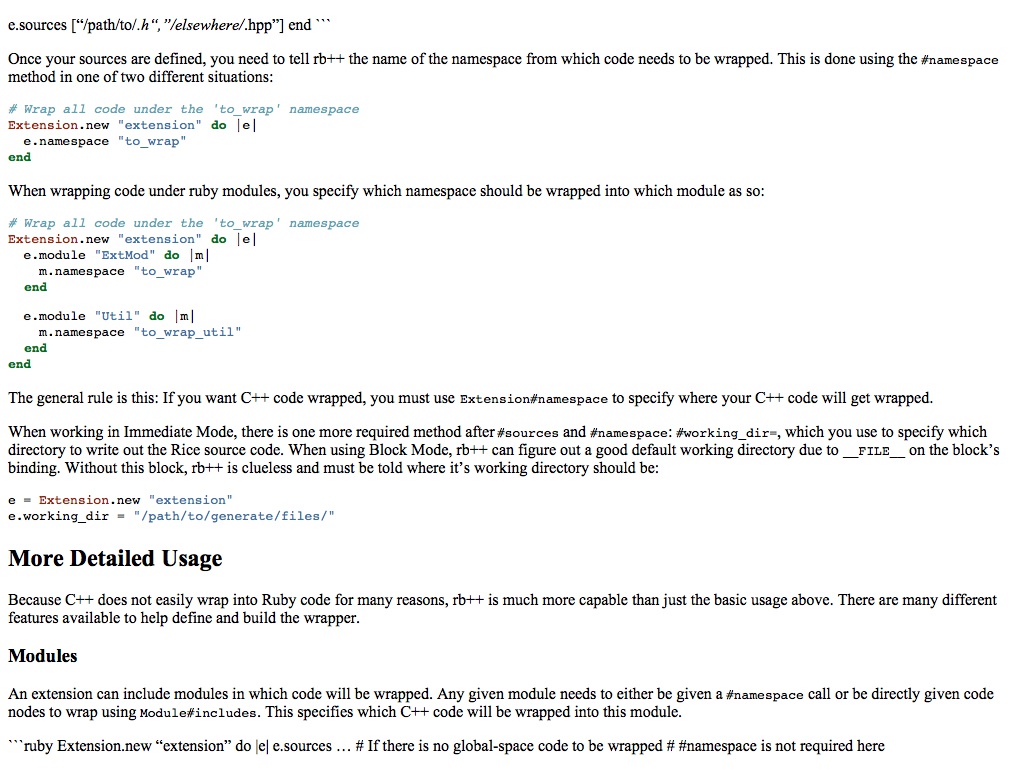 e.sources [“/path/to/.h“, ”/elsewhere/.hpp”] end ```
Once your sources are defined, you need to tell rb++ the name of the namespace from which code needs to be wrapped. This is done using the #namespace
method in one of two different situations:
# Wrap all code under the 'to_wrap' namespace
Extension.new "extension" do |e|
  e.namespace "to_wrap"
end
When wrapping code under ruby modules, you specify which namespace should be wrapped into which module as so:
# Wrap all code under the 'to_wrap' namespace
Extension.new "extension" do |e|
  e.module "ExtMod" do |m|
    m.namespace "to_wrap"
  end
  e.module "Util" do |m|
    m.namespace "to_wrap_util"
  end
end
The general rule is this: If you want C++ code wrapped, you must use Extension#namespace to specify where your C++ code will get wrapped.
When working in Immediate Mode, there is one more required method after #sources and #namespace: #working_dir=, which you use to specify which
directory to write out the Rice source code. When using Block Mode, rb++ can figure out a good default working directory due to __FILE__ on the block’s
binding. Without this block, rb++ is clueless and must be told where it’s working directory should be:
e = Extension.new "extension"
e.working_dir = "/path/to/generate/files/"
More Detailed Usage
Because C++ does not easily wrap into Ruby code for many reasons, rb++ is much more capable than just the basic usage above. There are many different
features available to help define and build the wrapper.
Modules
An extension can include modules in which code will be wrapped. Any given module needs to either be given a #namespace call or be directly given code
nodes to wrap using Module#includes. This specifies which C++ code will be wrapped into this module.
```ruby Extension.new “extension” do |e| e.sources … # If there is no global-space code to be wrapped # #namespace is not required here